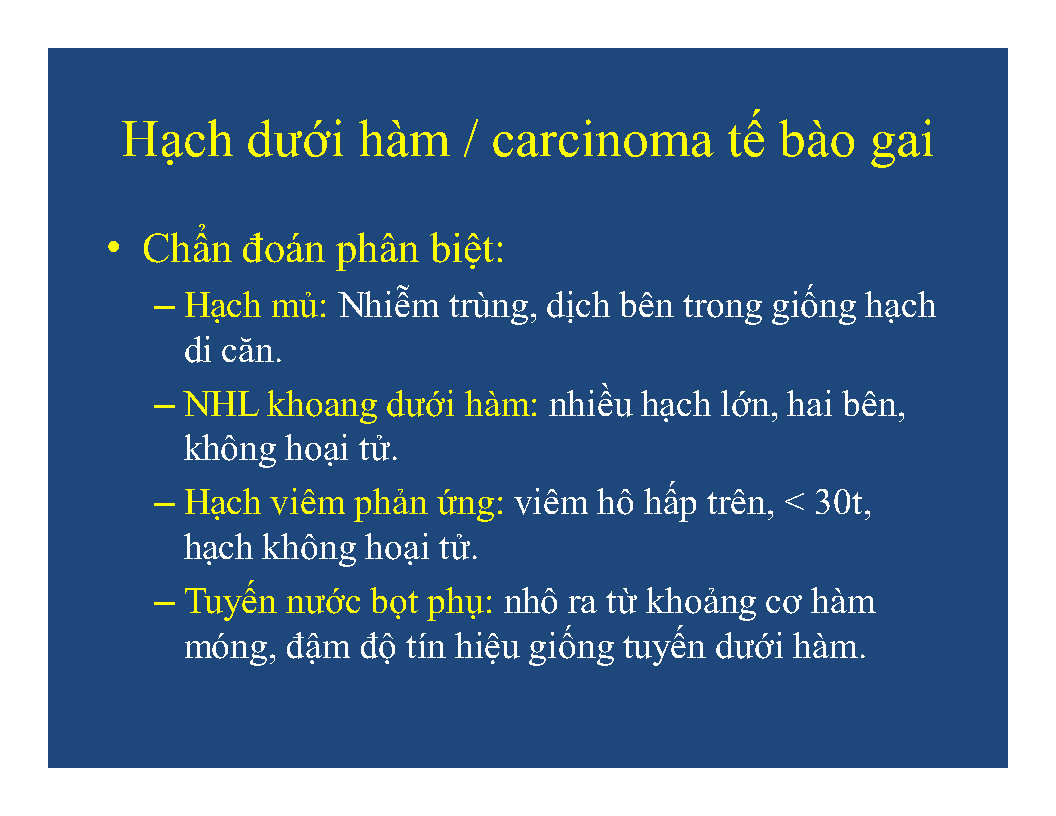 Hạch dưới hàm / carcinoma tế bào gai
• Chẩn đoán phân biệt:
– Hạch mủ: Nhiễm trùng, dịch bên trong giống hạch
di căn.
– NHL khoang dưới hàm: nhiều hạch lớn, hai bên,
không hoại tử.
– Hạch viêm phản ứng: viêm hô hấp trên, < 30t,
hạch không hoại tử.
– Tuyến nước bọt phụ: nhô ra từ khoảng cơ hàm
móng, đậm độ tín hiệu giống tuyến dưới hàm.